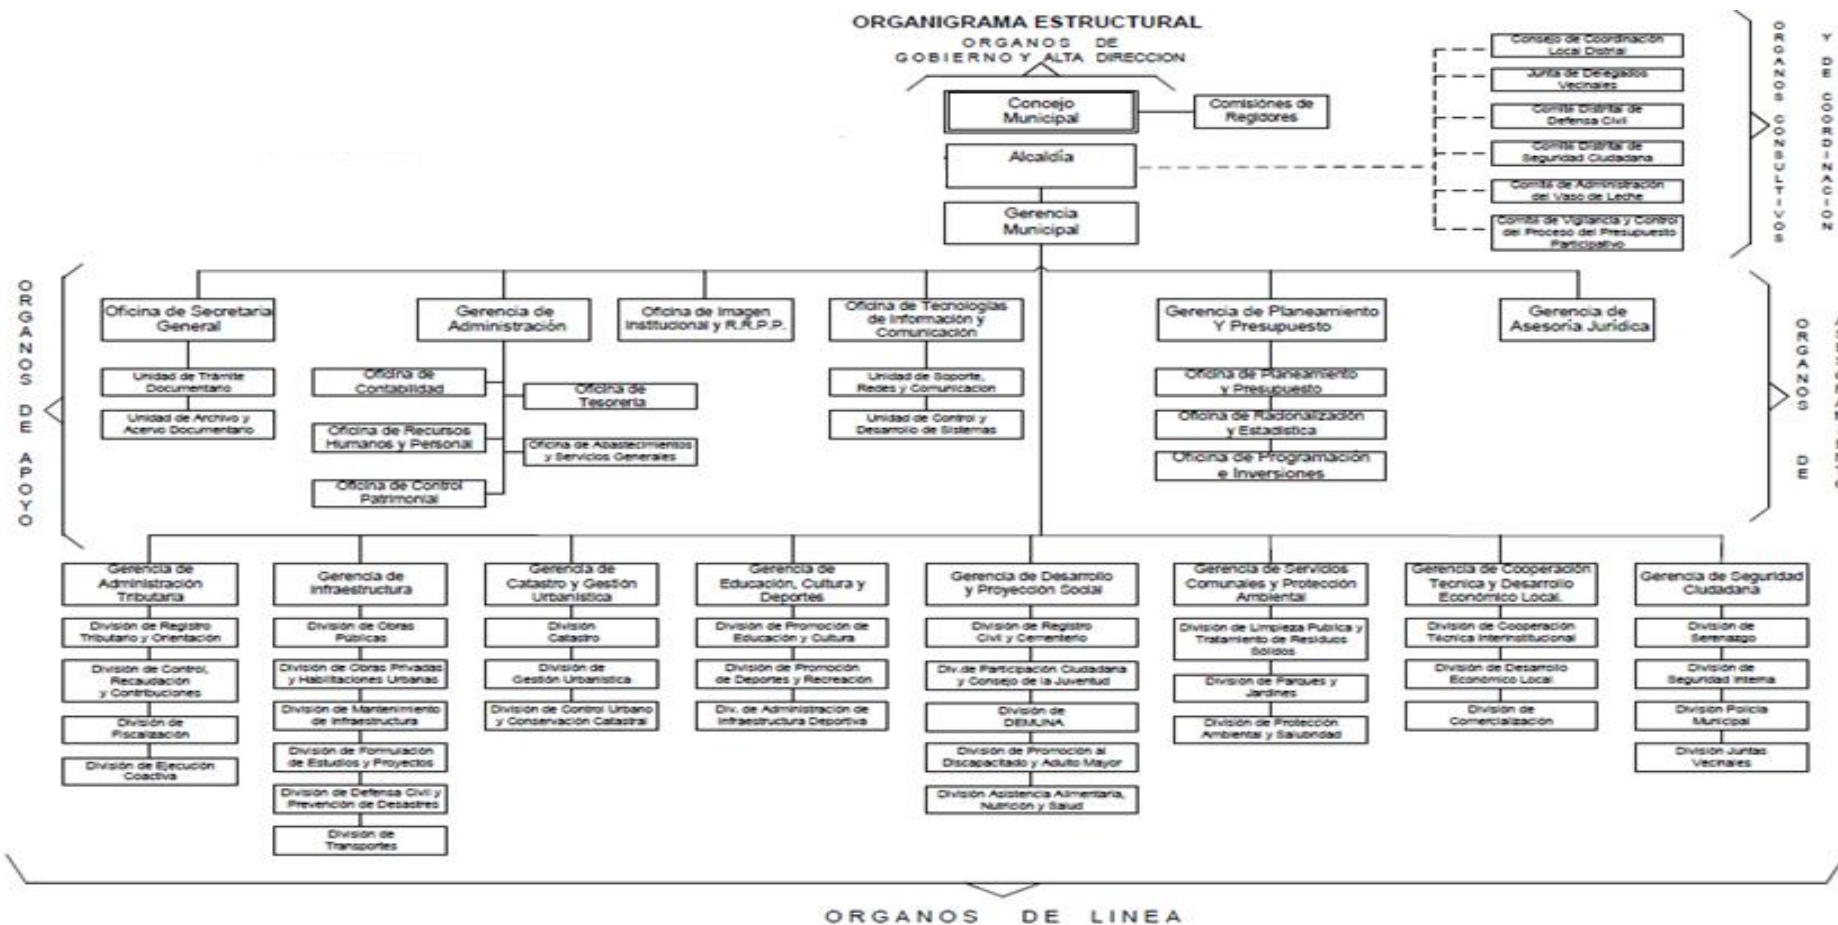 ORGANIGRAMA ESTRUCTURAL
ORGANOS DE
GOBIERNO Y ALTA DIRECCION
Concejo
Municipal
Comisiónes de
Regidores
Alcaldía
Gerencia
Municipal
Consejo de Coordinación
Local Distrial
Junta de Delegados
Vecinales
Comité Distrital de
Defensa Civil
Comité Distrital de
Seguridad Ciudadana
Comité de Administración
del Vaso de Leche
Comité de Vigilancia y Control
del Proceso del Presupuesto
Participativo
ORGANOS CONSULTIVOS
Y DE COORDINACION
ORGANOS DE APOYO
Oficina de Secretaria
General
Unidad de Trámite
Documentario
Unidad de Archivo y
Acervo Documentario
Gerencia de
Administración
Oficina de
Contabilidad
Oficina de
Tesorería
Oficina de Recursos
Humanos y Personal
Oficina de Abastecimientos
y Servicios Generales
Oficina de Control
Patrimonial
Oficina de Imagen
Institucional y R.R.P.P.
Oficina de Tecnologías
de Información y
Comunicación
Unidad de Soporte,
Redes y Comunicacion
Unidad de Control y
Desarrollo de Sistemas
Gerencia de Planeamiento
Y Presupuesto
Oficina de Planeamiento
y Presupuesto
Oficina de Racionalización
y Estadistica
Oficina de Programación
e Inversiones
Gerencia de
Asesoría Jurídica
ORGANOS DE
Gerencia de
Administración
Tributaria
División de Registro
Tributario y Orientación
División de Control,
Recaudación
y Contribuciones
División de
Fiscalización
División de Ejecución
Coactiva
Gerencia de
Infraestructura
División de Obras
Públicas
División de Obras Privadas
y Habilitaciones Urbanas
División de Mantenimiento
de Infraestructura
División de Formulación
de Estudios y Proyectos
División de Defensa Civil y
Prevención de Desastres
División de
Transportes
Gerencia de
Catastro y Gestión
Urbanística
División
Catastro
División de
Gestión Urbanística
División de Control Urbano
y Conservación Catastral
Gerencia de
Educación, Cultura y
Deportes
División de Promoción de
Educación y Cultura
División de Promoción
de Deportes y Recreación
Div. de Administración de
Infraestructura Deportiva
Gerencia de Desarrollo
y Proyección Social
División de Registro
Civil y Cementerio
Div.de Participación Ciudadana
y Consejo de la Juventud
División de
DEMUNA
División de Promoción al
Discapacitado y Adulto Mayor
División Asistencia Alimentaria,
Nutrición y Salud
Gerencia de Servicios
Comunales y Protección
Ambiental
División de Limpieza Publica y
Tratamiento de Residuos
Sólidos
División de Parques y
Jardines
División de Protección
Ambiental y Salubridad
Gerencia de Cooperación
Tecnica y Desarrollo
Económico Local.
División de Cooperación
Técnica Interinstitucional
División de Desarrollo
Económico Local
División de
Comercialización
Gerencia de Seguridad
Ciudadana
División de
Serenazgo
División de
Seguridad Interna
División Policía
Municipal
División Juntas
Vecinales
ORGANOS DE LINEA